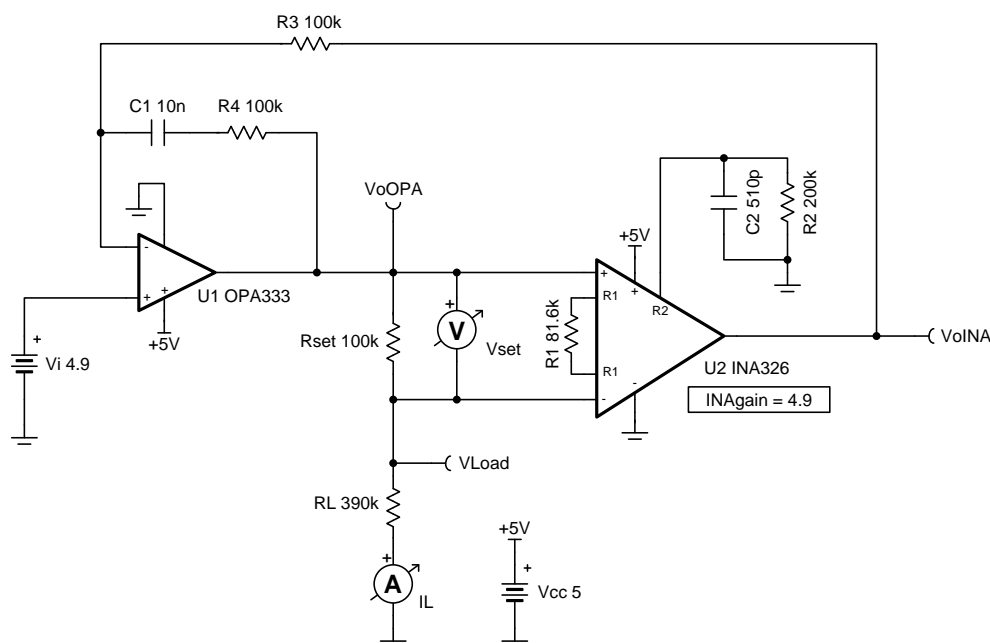 R3 100k
C1 10n
R4 100k
VoOPA
C2 510p
R2 200k
-
+
+
+5V
U1 OPA333
+
Vi 4.9
Rset 100k
+
V
Vset
R1 81.6k
+5V
+
+
R1
R2
R1
-
-
U2 INA326
VoINA
INAgain = 4.9
VLoad
RL 390k
+
A
IL
+5V
+
Vcc 5